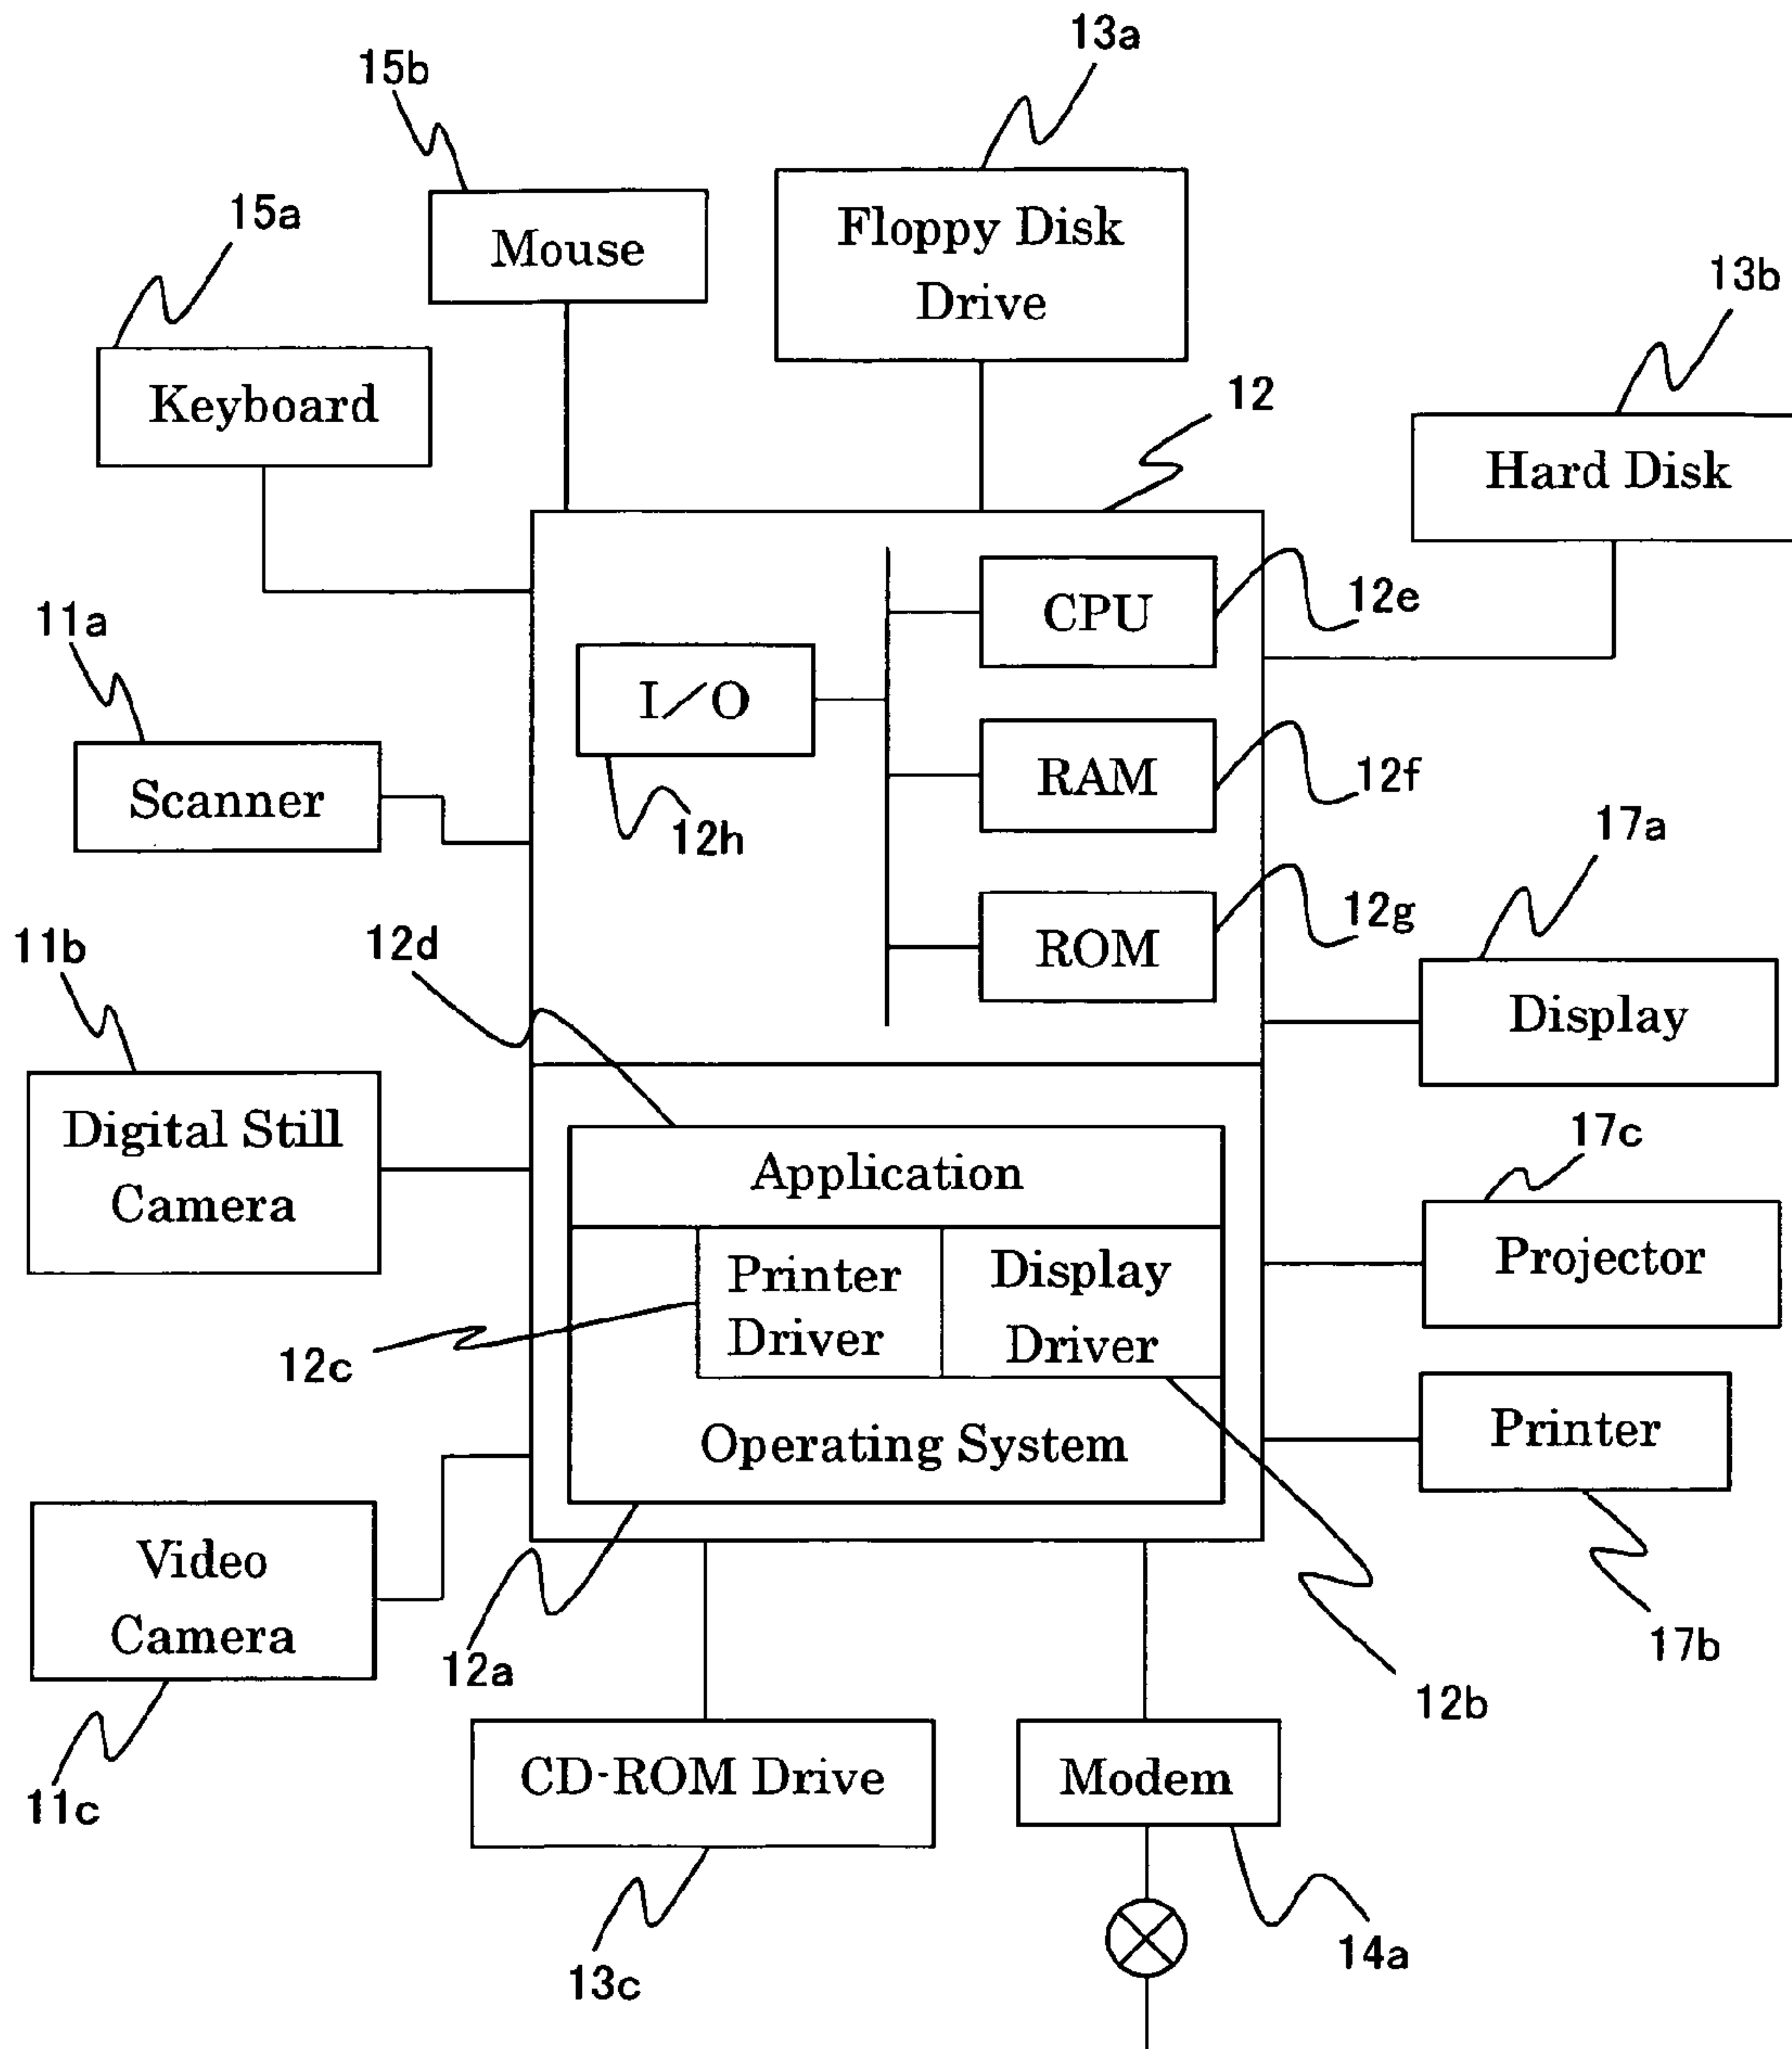 13a
15b
15a
Mouse
Floppy Disk
Drive
13b
Keyboard
12
Hard Disk
11a
CPU
12e
I/O
Scanner
RAM
12f
12h
17a
11b
12d
ROM
12g
Display
Digital Still
Camera
Application
17c
Printer
Driver
Display
Driver
Projector
12c
Operating System
Printer
Video
Camera
12a
17b
12b
11c
CD-ROM Drive
Modem
13c
14a